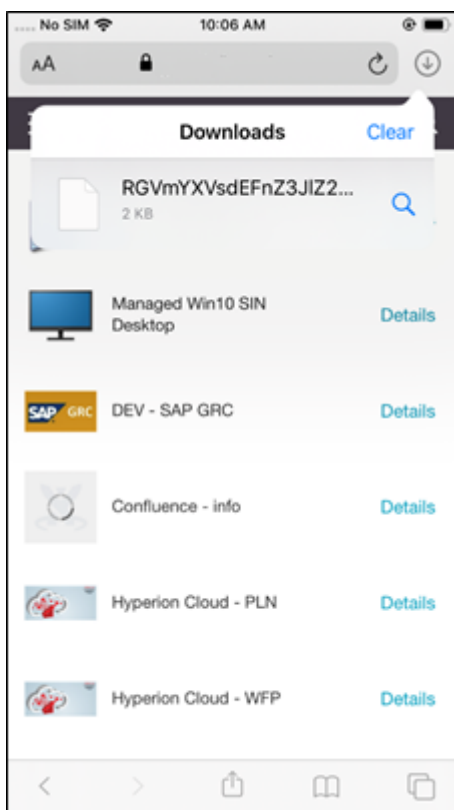 No SIM
10:06 AM
AA
Downloads
Clear
RGVmYXVsdEFnZ3JlZ2...
2 KB
Managed Win10 SIN
Desktop
Details
SAP GRC
DEV - SAP GRC
Details
Confluence - info
Details
Hyperion Cloud - PLN
Details
Hyperion Cloud - WFP
Details